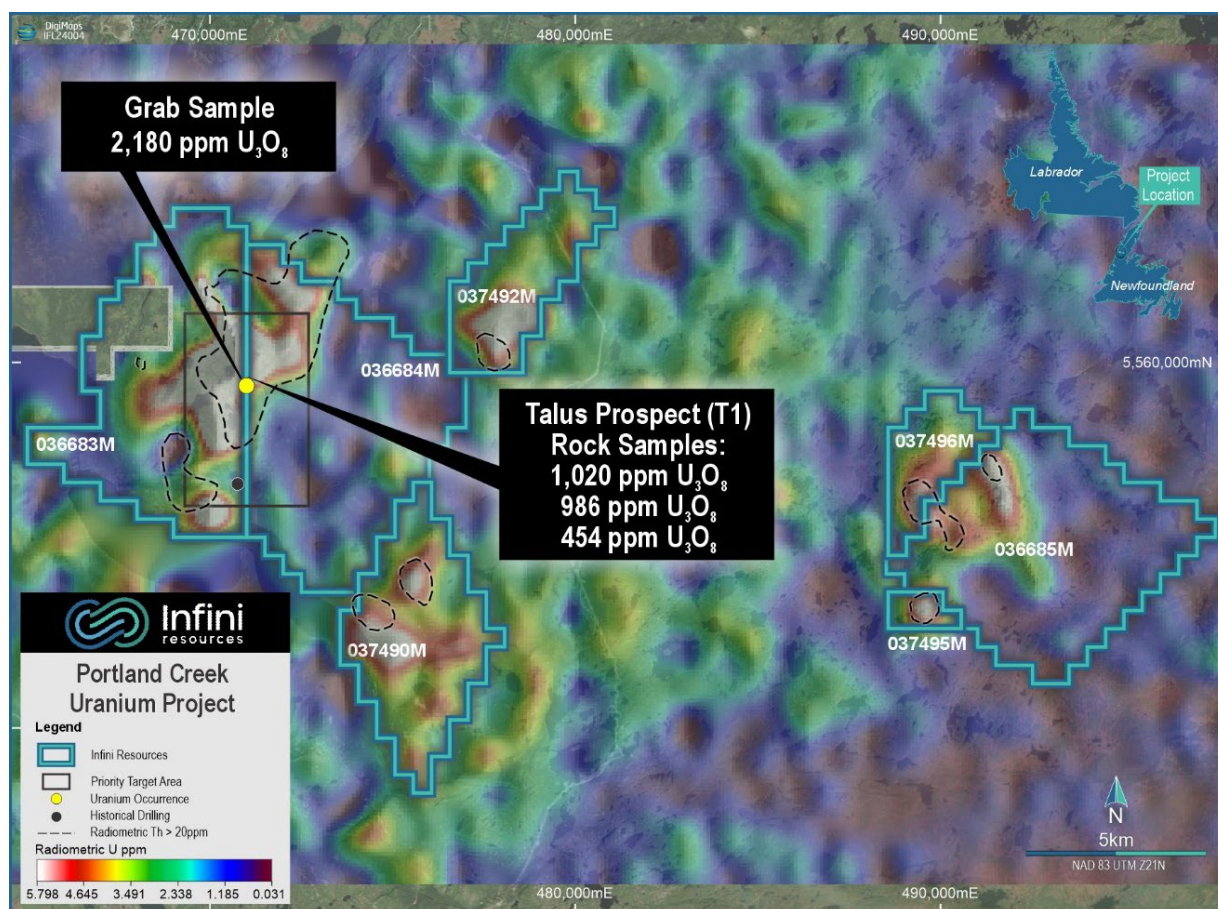 DigiMaps
IFL24004
470,000mE
480,000mE
490,000mE
Grab Sample
2,180 ppm U₃O₈
Labrador
Project
Location
Newfoundland
037492M
036684M
5,560,000mN
036683M
Talus Prospect (T1)
Rock Samples:
1,020 ppm U₃O₈
986 ppm U₃O₈
454 ppm U₃O₈
037496M
036685M
037495M
037490M
Infini
resources
Portland Creek
Uranium Project
Legend
Infini Resources
Priority Target Area
Uranium Occurrence
Historical Drilling
Radiometric Th > 20ppm
Radiometric U ppm
5.798 4.645 3.491 2.338 1.185 0.031
N
5km
NAD 83 UTM Z21N
480,000mE
490,000mE